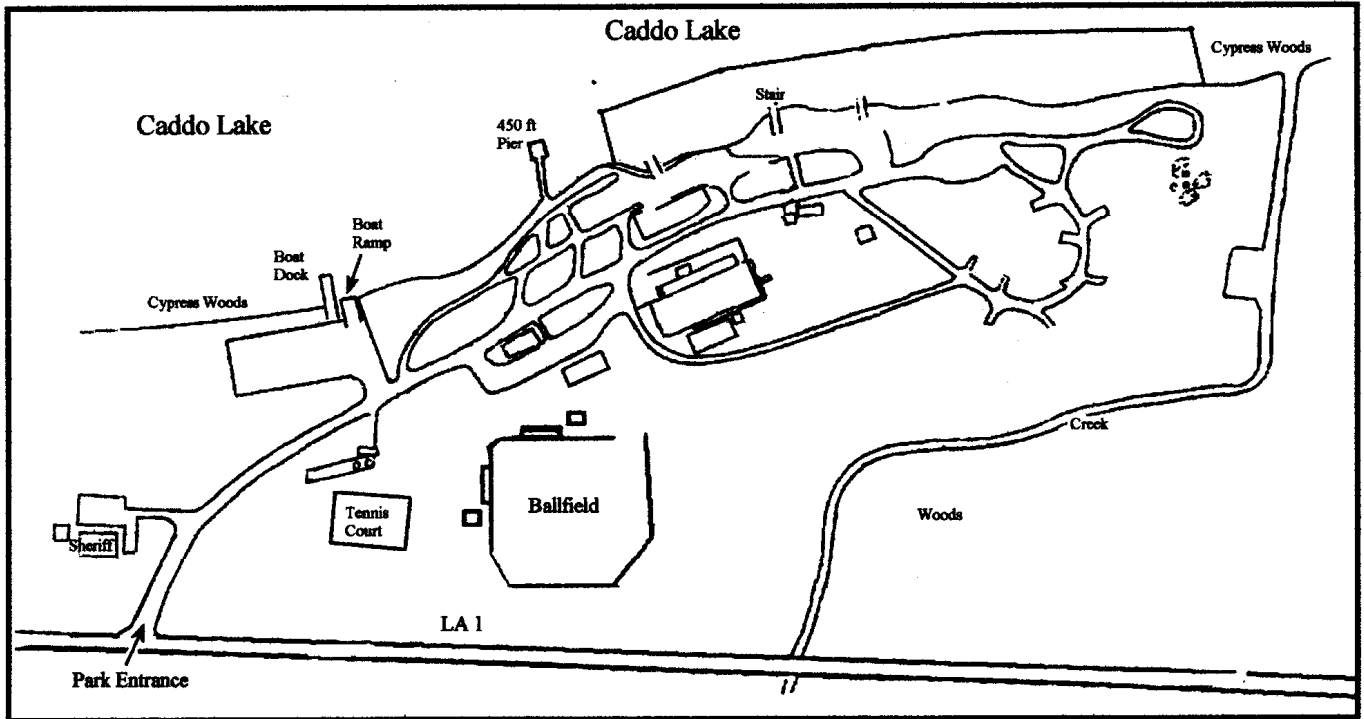 Caddo Lake
Cypress Woods
Stair
Caddo Lake
450 ft
Pier
Boat
Ramp
Boat
Dock
Cypress Woods
Creek
Ballfield
Tennis
Court
Woods
Sheriff
LA 1
Park Entrance